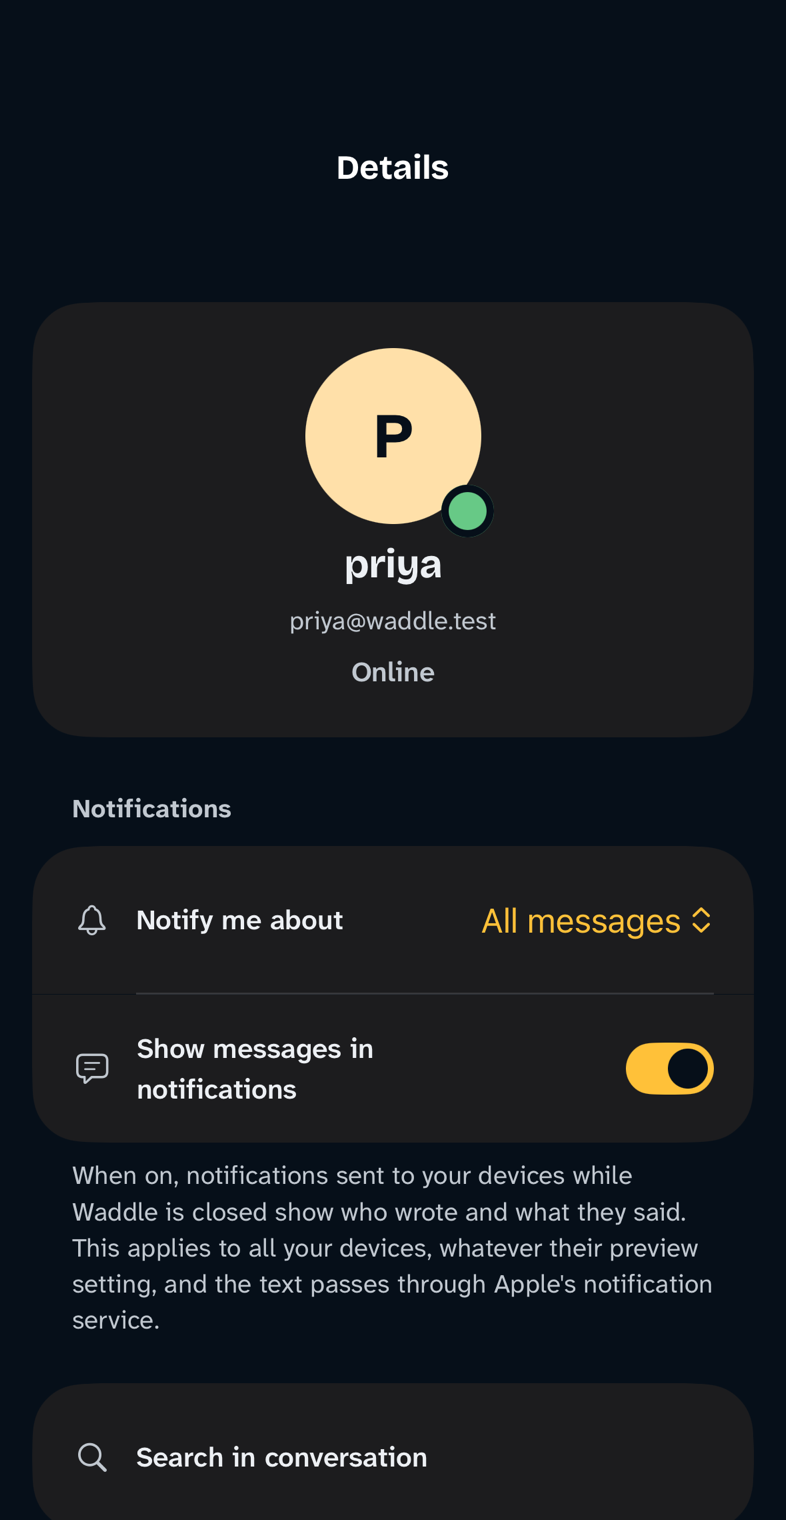 Details
P
priya
priya@waddle.test
Online
Notifications
Notify me about All messages
Show messages in
notifications
When on, notifications sent to your devices while
Waddle is closed show who wrote and what they said.
This applies to all your devices, whatever their preview
setting, and the text passes through Apple's notification
service.
Search in conversation